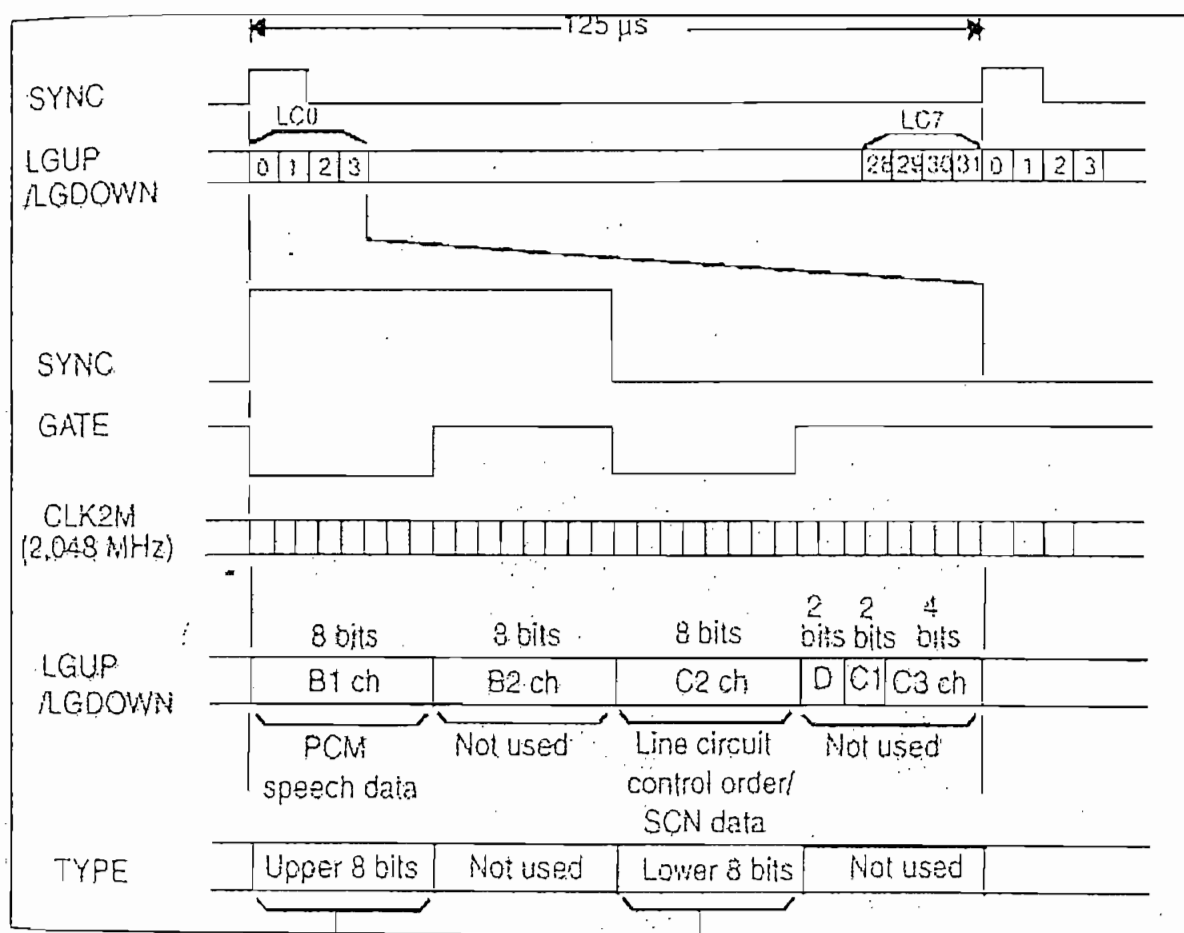 125 µs
SYNC
LC0
LC7
LGUP
/LGDOWN
0 1 2 3 28 29 30 31 0 1 2 3
SYNC
GATE
CLK2M
(2,048 MHz)
8 bits 8 bits 8 bits 2 bits 2 bits 4 bits
LGUP
/LGDOWN
B1 ch B2 ch C2 ch D C1 C3 ch
PCM speech data
Not used
Line circuit control order/ SCN data
Not used
TYPE
Upper 8 bits Not used Lower 8 bits Not used